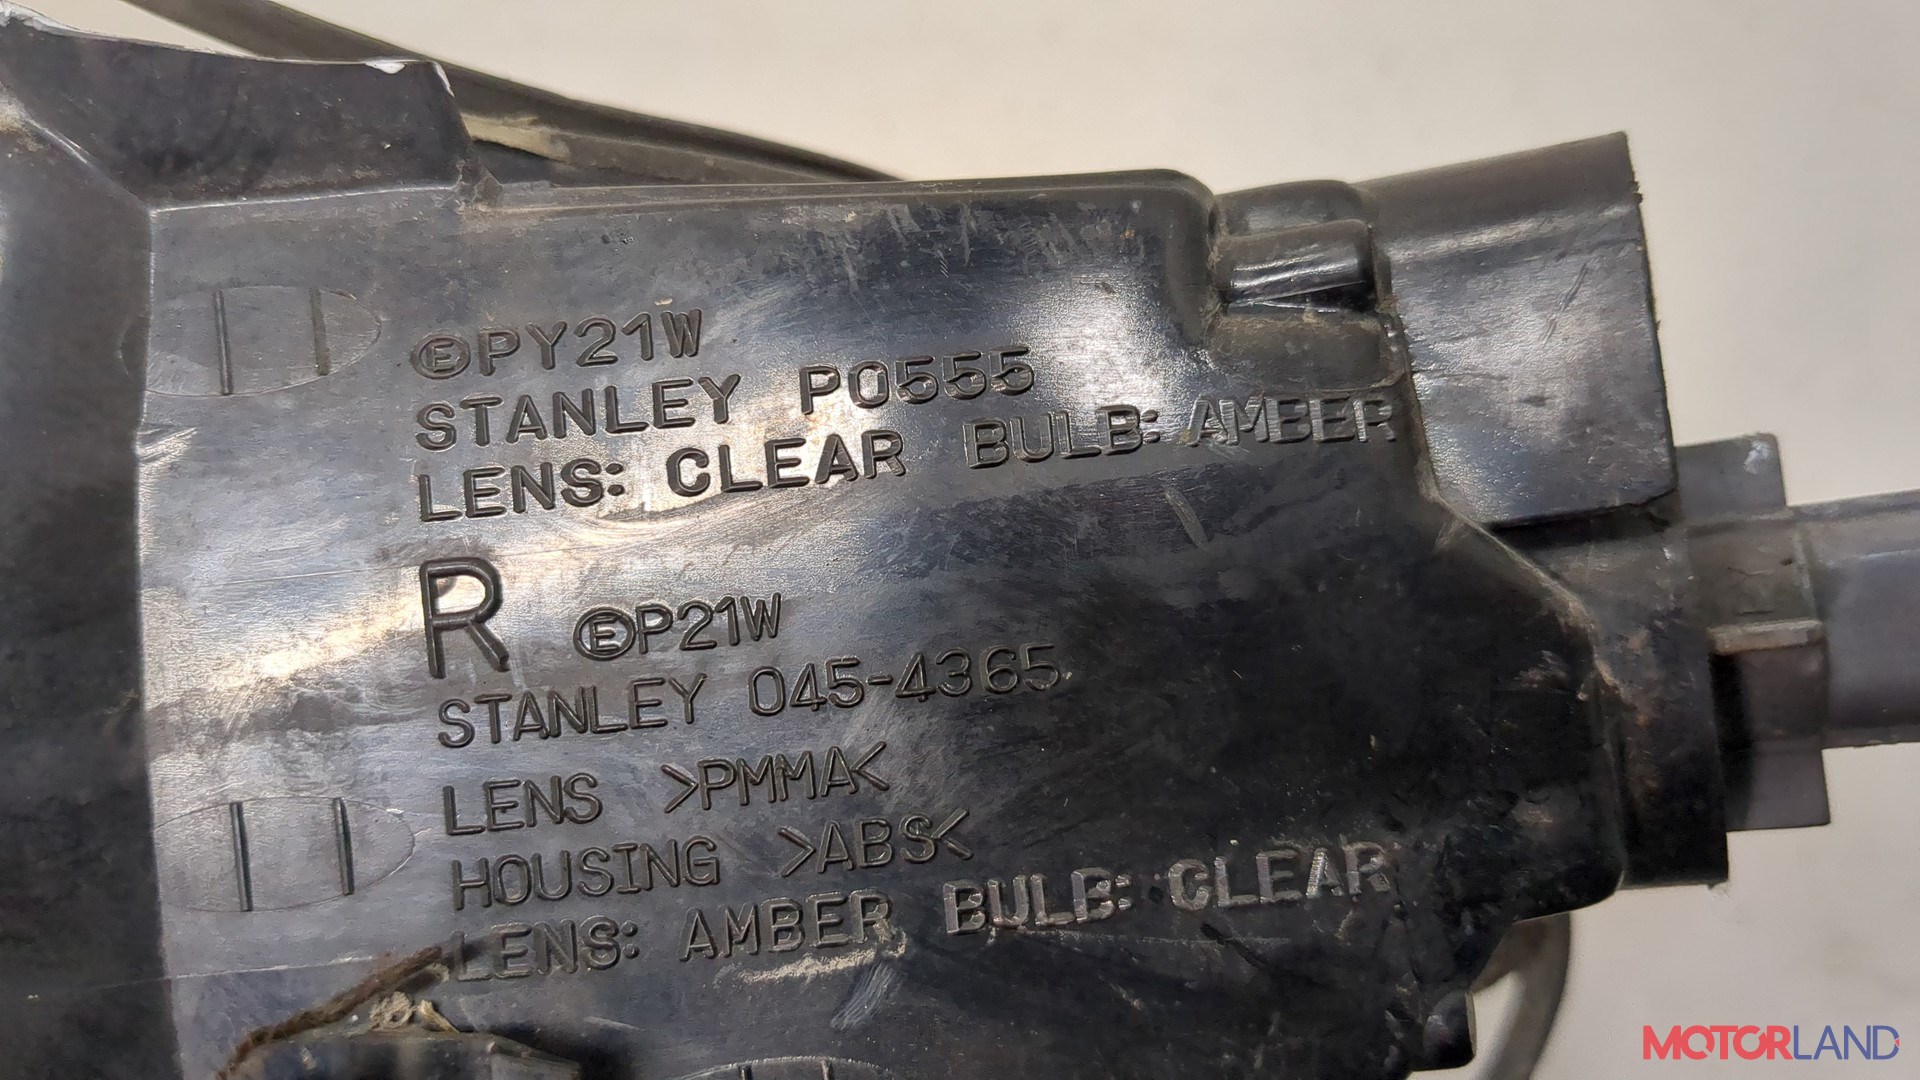 ⒺPY21W
STANLEY P0555
LENS: CLEAR BULB: AMBER
R ⒺP21W
STANLEY 045-4365
LENS >PMMA<
HOUSING >ABS<
LENS: AMBER BULB: CLEAR
MOTORLAND